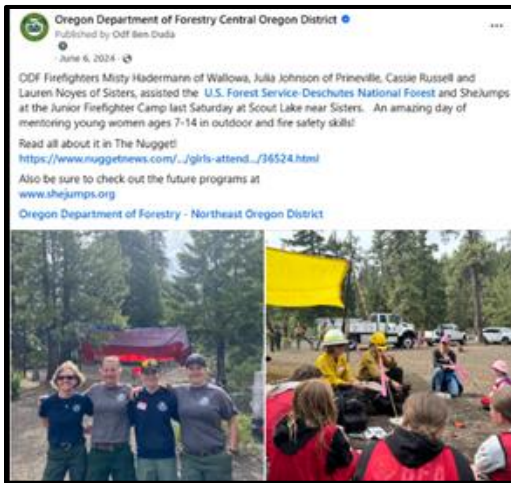 Oregon Department of Forestry Central Oregon District
Published by Odf Ben Duda
· June 6, 2024 ·
ODF Firefighters Misty Hadermann of Wallowa, Julia Johnson of Prineville, Cassie Russell and
Lauren Noyes of Sisters, assisted the U.S. Forest Service-Deschutes National Forest and SheJumps
at the Junior Firefighter Camp last Saturday at Scout Lake near Sisters. An amazing day of
mentoring young women ages 7-14 in outdoor and fire safety skills!
Read all about it in The Nugget!
https://www.nuggetnews.com/.../girls-attend.../36524.html
Also be sure to check out the future programs at
www.shejumps.org
Oregon Department of Forestry - Northeast Oregon District